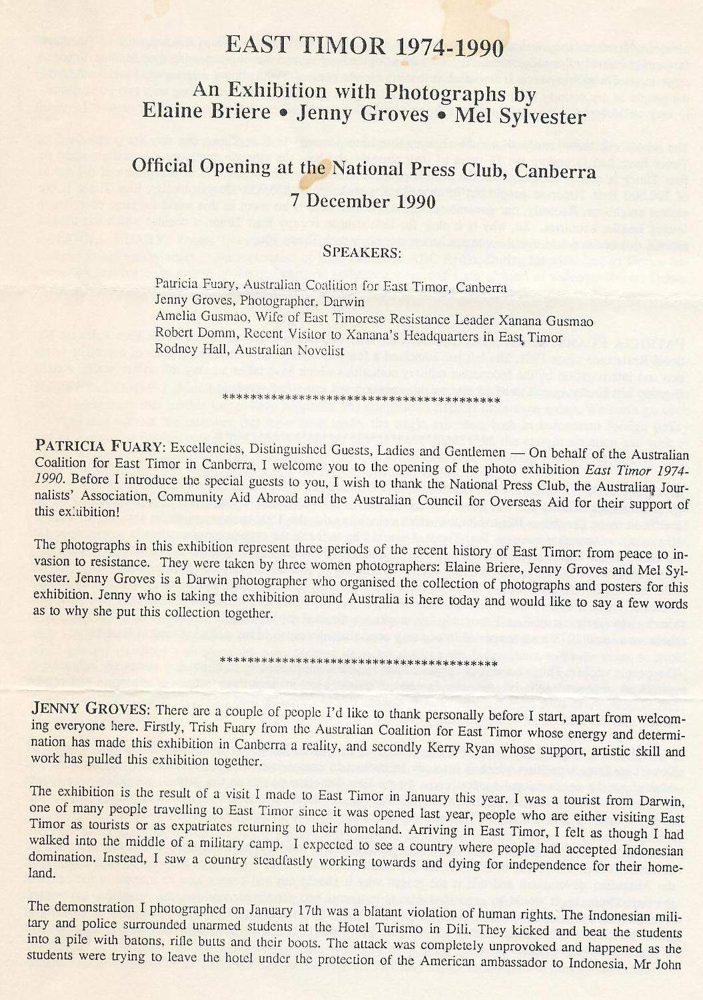 EAST TIMOR 1974-1990
An Exhibition with Photographs by
Elaine Briere • Jenny Groves • Mel Sylvester
Official Opening at the National Press Club, Canberra
7 December 1990
SPEAKERS:
Patricia Fuary, Australian Coalition for East Timor, Canberra
Jenny Groves, Photographer, Darwin
Amelia Gusmao, Wife of East Timorese Resistance Leader Xanana Gusmao
Robert Domm, Recent Visitor to Xanana's Headquarters in East Timor
Rodney Hall, Australian Novelist
****************************************
PATRICIA FUARY: Excellencies, Distinguished Guests, Ladies and Gentlemen — On behalf of the Australian
Coalition for East Timor in Canberra, I welcome you to the opening of the photo exhibition East Timor 1974-
1990. Before I introduce the special guests to you, I wish to thank the National Press Club, the Australian Jour-
nalists' Association, Community Aid Abroad and the Australian Council for Overseas Aid for their support of
this exhibition!
The photographs in this exhibition represent three periods of the recent history of East Timor: from peace to in-
vasion to resistance. They were taken by three women photographers: Elaine Briere, Jenny Groves and Mel Syl-
vester. Jenny Groves is a Darwin photographer who organised the collection of photographs and posters for this
exhibition. Jenny who is taking the exhibition around Australia is here today and would like to say a few words
as to why she put this collection together.
****************************************
JENNY GROVES: There are a couple of people I'd like to thank personally before I start, apart from welcom-
ing everyone here. Firstly, Trish Fuary from the Australian Coalition for East Timor whose energy and determi-
nation has made this exhibition in Canberra a reality, and secondly Kerry Ryan whose support, artistic skill and
work has pulled this exhibition together.
The exhibition is the result of a visit I made to East Timor in January this year. I was a tourist from Darwin,
one of many people travelling to East Timor since it was opened last year, people who are either visiting East
Timor as tourists or as expatriates returning to their homeland. Arriving in East Timor, I felt as though I had
walked into the middle of a military camp. I expected to see a country where people had accepted Indonesian
domination. Instead, I saw a country steadfastly working towards and dying for independence for their home-
land.
The demonstration I photographed on January 17th was a blatant violation of human rights. The Indonesian mili-
tary and police surrounded unarmed students at the Hotel Turismo in Dili. They kicked and beat the students
into a pile with batons, rifle butts and their boots. The attack was completely unprovoked and happened as the
students were trying to leave the hotel under the protection of the American ambassador to Indonesia, Mr John